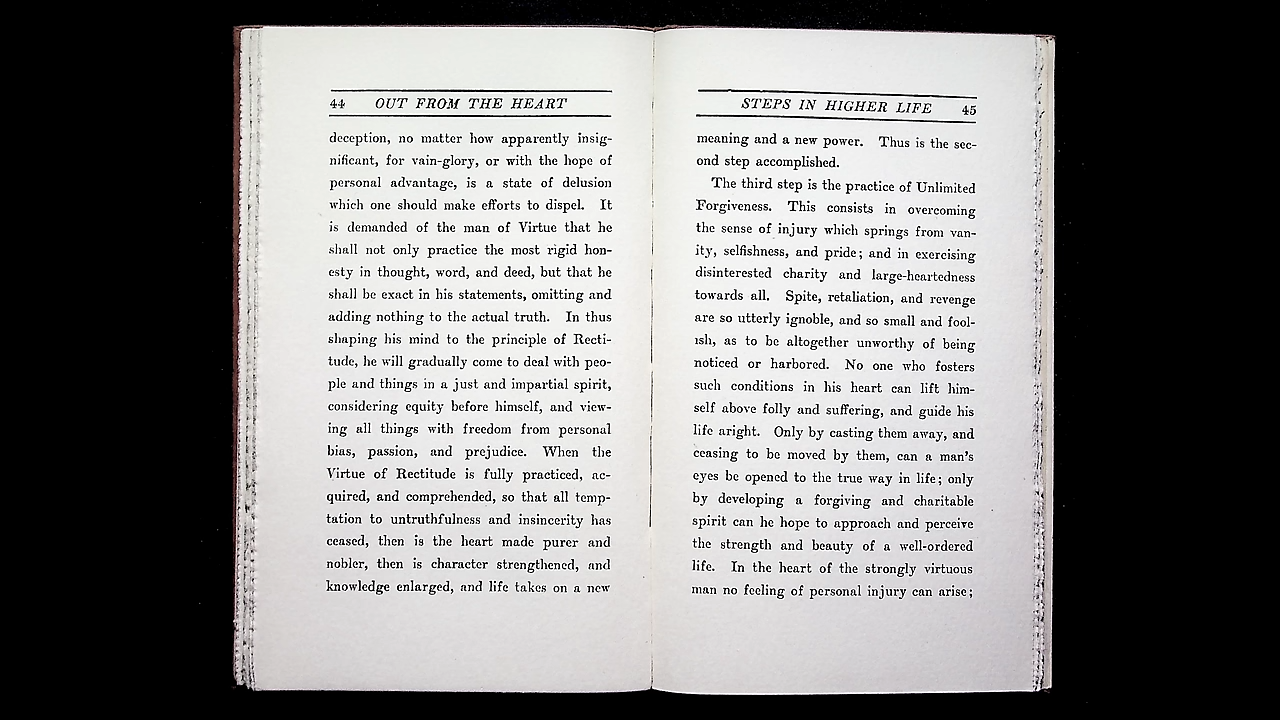 44 OUT FROM THE HEART
deception, no matter how apparently insig-
nificant, for vain-glory, or with the hope of
personal advantage, is a state of delusion
which one should make efforts to dispel. It
is demanded of the man of Virtue that he
shall not only practice the most rigid hon-
esty in thought, word, and deed, but that he
shall be exact in his statements, omitting and
adding nothing to the actual truth. In thus
shaping his mind to the principle of Recti-
tude, he will gradually come to deal with peo-
ple and things in a just and impartial spirit,
considering equity before himself, and view-
ing all things with freedom from personal
bias, passion, and prejudice. When the
Virtue of Rectitude is fully practiced, ac-
quired, and comprehended, so that all temp-
tation to untruthfulness and insincerity has
ceased, then is the heart made purer and
nobler, then is character strengthened, and
knowledge enlarged, and life takes on a new
STEPS IN HIGHER LIFE 45
meaning and a new power. Thus is the sec-
ond step accomplished.
The third step is the practice of Unlimited
Forgiveness. This consists in overcoming
the sense of injury which springs from van-
ity, selfishness, and pride; and in exercising
disinterested charity and large-heartedness
towards all. Spite, retaliation, and revenge
are so utterly ignoble, and so small and fool-
ish, as to be altogether unworthy of being
noticed or harbored. No one who fosters
such conditions in his heart can lift him-
self above folly and suffering, and guide his
life aright. Only by casting them away, and
ceasing to be moved by them, can a man's
eyes be opened to the true way in life; only
by developing a forgiving and charitable
spirit can he hope to approach and perceive
the strength and beauty of a well-ordered
life. In the heart of the strongly virtuous
man no feeling of personal injury can arise;